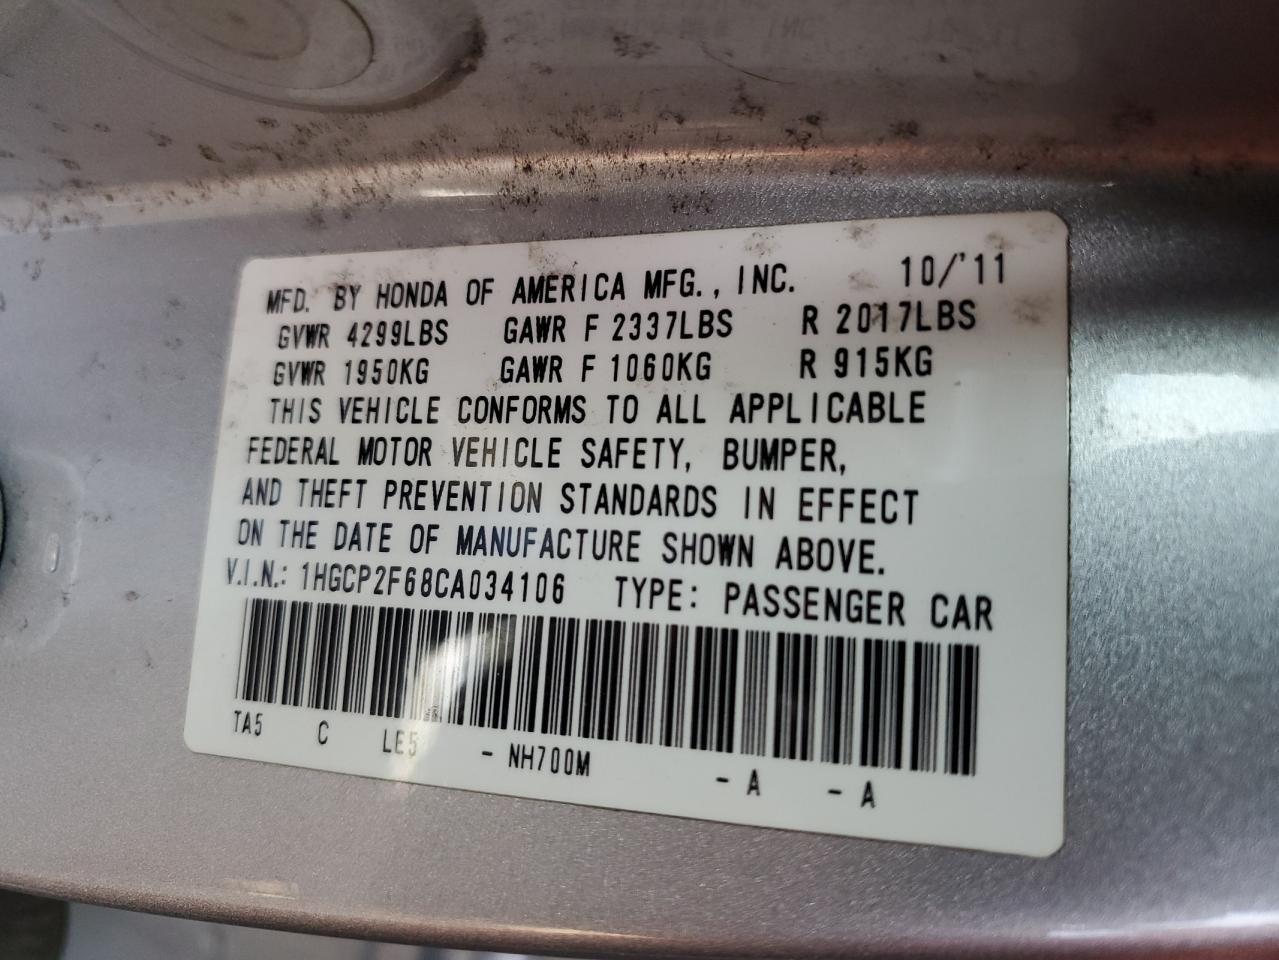 MFD. BY HONDA OF AMERICA MFG., INC. 10/'11
GVWR 4299LBS GAWR F 2337LBS R 2017LBS
GVWR 1950KG GAWR F 1060KG R 915KG
THIS VEHICLE CONFORMS TO ALL APPLICABLE
FEDERAL MOTOR VEHICLE SAFETY, BUMPER,
AND THEFT PREVENTION STANDARDS IN EFFECT
ON THE DATE OF MANUFACTURE SHOWN ABOVE.
V.I.N.: 1HGCP2F68CA034106 TYPE: PASSENGER CAR
TA5 C LE5 - NH700M - A - A